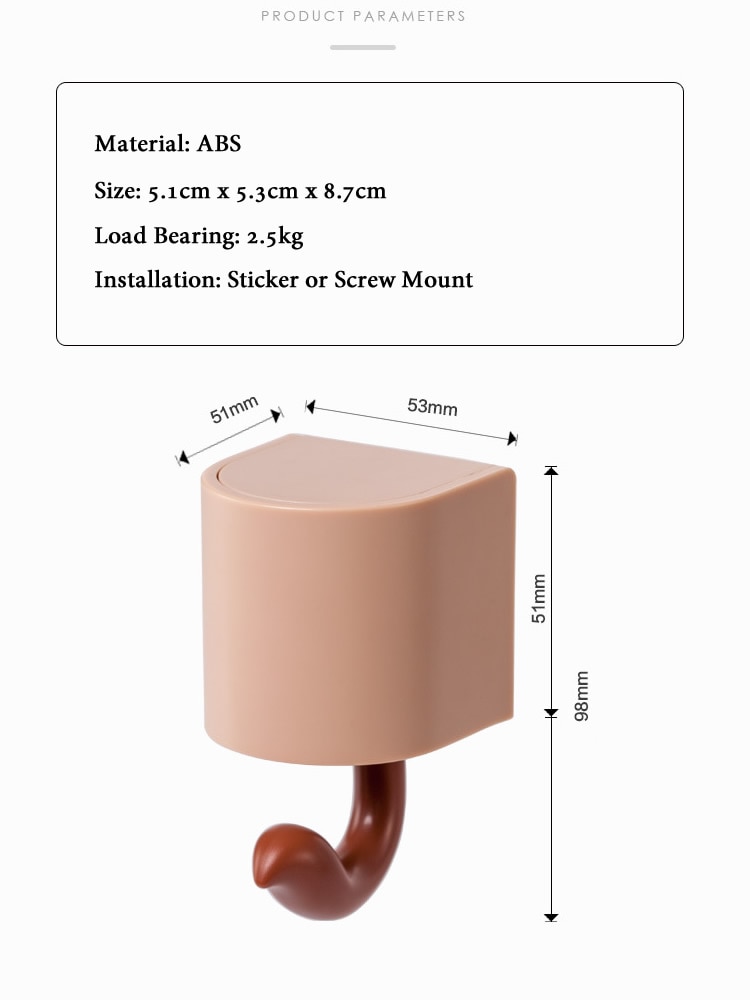 PRODUCT PARAMETERS
Material: ABS
Size: 5.1cm x 5.3cm x 8.7cm
Load Bearing: 2.5kg
Installation: Sticker or Screw Mount
51mm
53mm
51mm
98mm